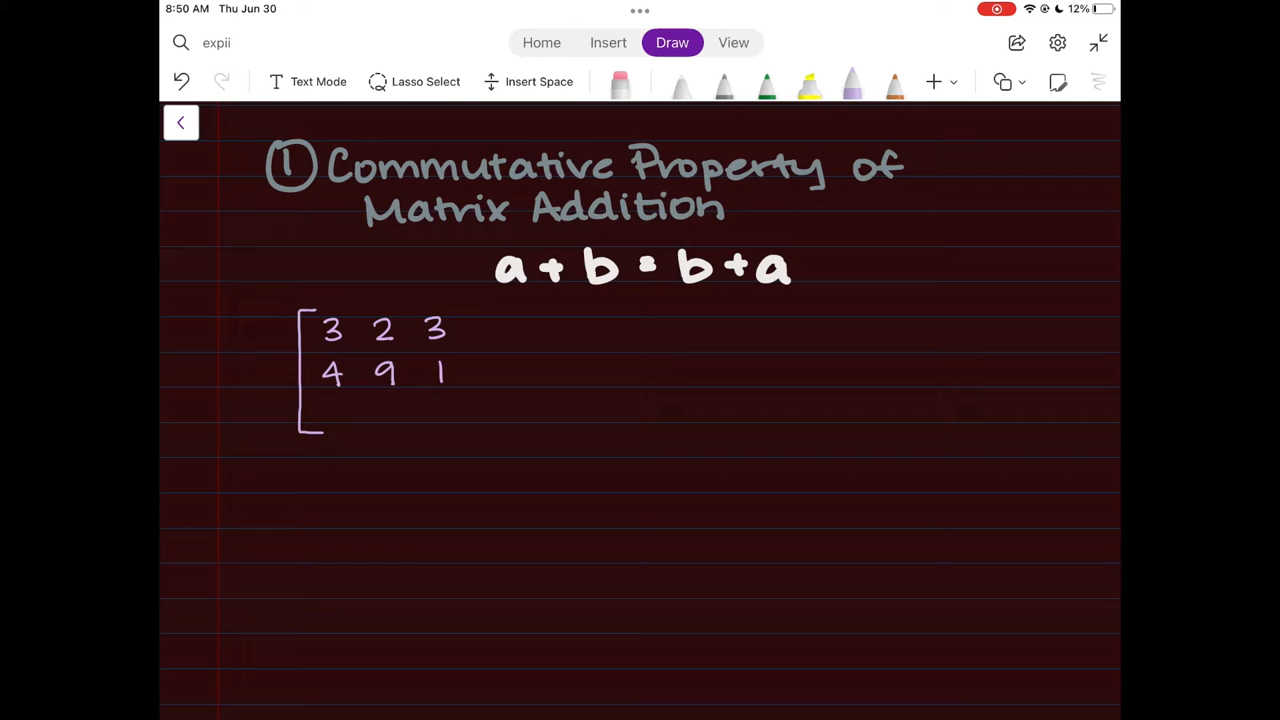 8:50 AM Thu Jun 30
12%
expii
Home Insert Draw View
Text Mode Lasso Select Insert Space
① Commutative Property of
Matrix Addition
a + b = b + a
3 2 3
4 9 1